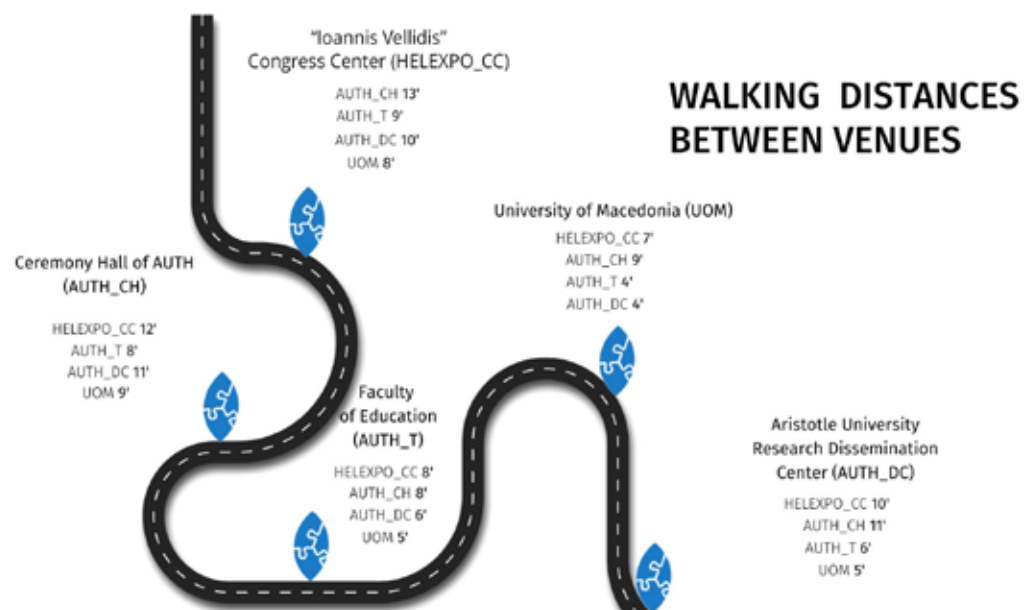 "Ioannis Vellidis"
Congress Center (HELEXPO_CC)
AUTH_CH 13'
AUTH_T 9'
AUTH_DC 10'
UOM 8'
WALKING DISTANCES
BETWEEN VENUES
University of Macedonia (UOM)
HELEXPO_CC 7'
AUTH_CH 9'
AUTH_T 4'
AUTH_DC 4'
Ceremony Hall of AUTH
(AUTH_CH)
HELEXPO_CC 12'
AUTH_T 8'
AUTH_DC 11'
UOM 9'
Faculty
of Education
(AUTH_T)
HELEXPO_CC 8'
AUTH_CH 8'
AUTH_DC 6'
UOM 5'
Aristotle University
Research Dissemination
Center (AUTH_DC)
HELEXPO_CC 10'
AUTH_CH 11'
AUTH_T 6'
UOM 5'